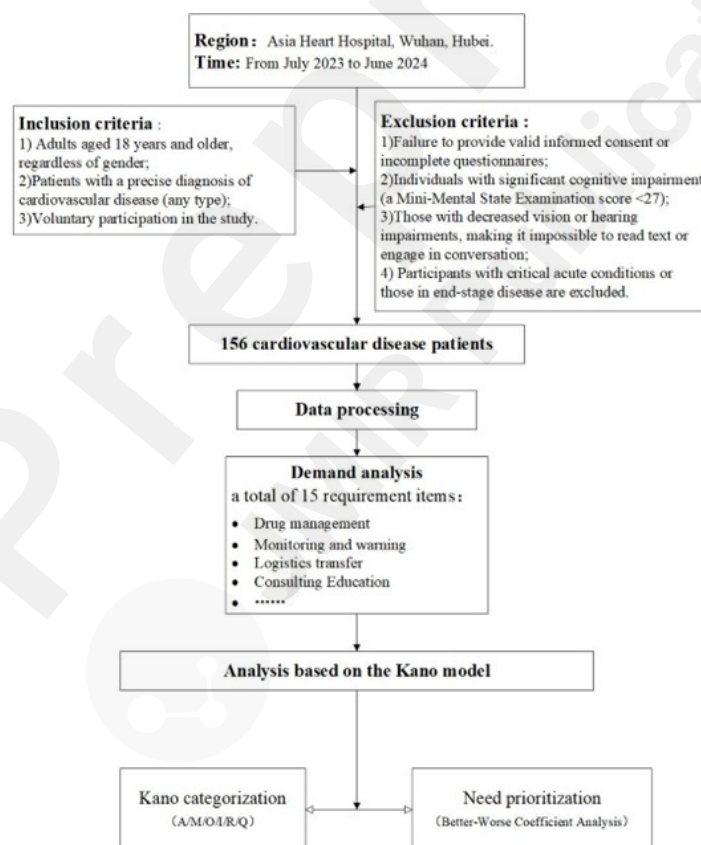 Region: Asia Heart Hospital, Wuhan, Hubei.
Time: From July 2023 to June 2024
Inclusion criteria :
1) Adults aged 18 years and older,
regardless of gender;
2)Patients with a precise diagnosis of
cardiovascular disease (any type);
3)Voluntary participation in the study.
Exclusion criteria :
1)Failure to provide valid informed consent or
incomplete questionnaires;
2)Individuals with significant cognitive impairment
(a Mini-Mental State Examination score <27);
3)Those with decreased vision or hearing
impairments, making it impossible to read text or
engage in conversation;
4) Participants with critical acute conditions or
those in end-stage disease are excluded.
156 cardiovascular disease patients
Data processing
Demand analysis
a total of 15 requirement items:
• Drug management
• Monitoring and warning
• Logistics transfer
• Consulting Education
• ······
Analysis based on the Kano model
Kano categorization
(A/M/O/I/R/Q)
Need prioritization
(Better-Worse Coefficient Analysis)
Prepr
JMIR Publicat